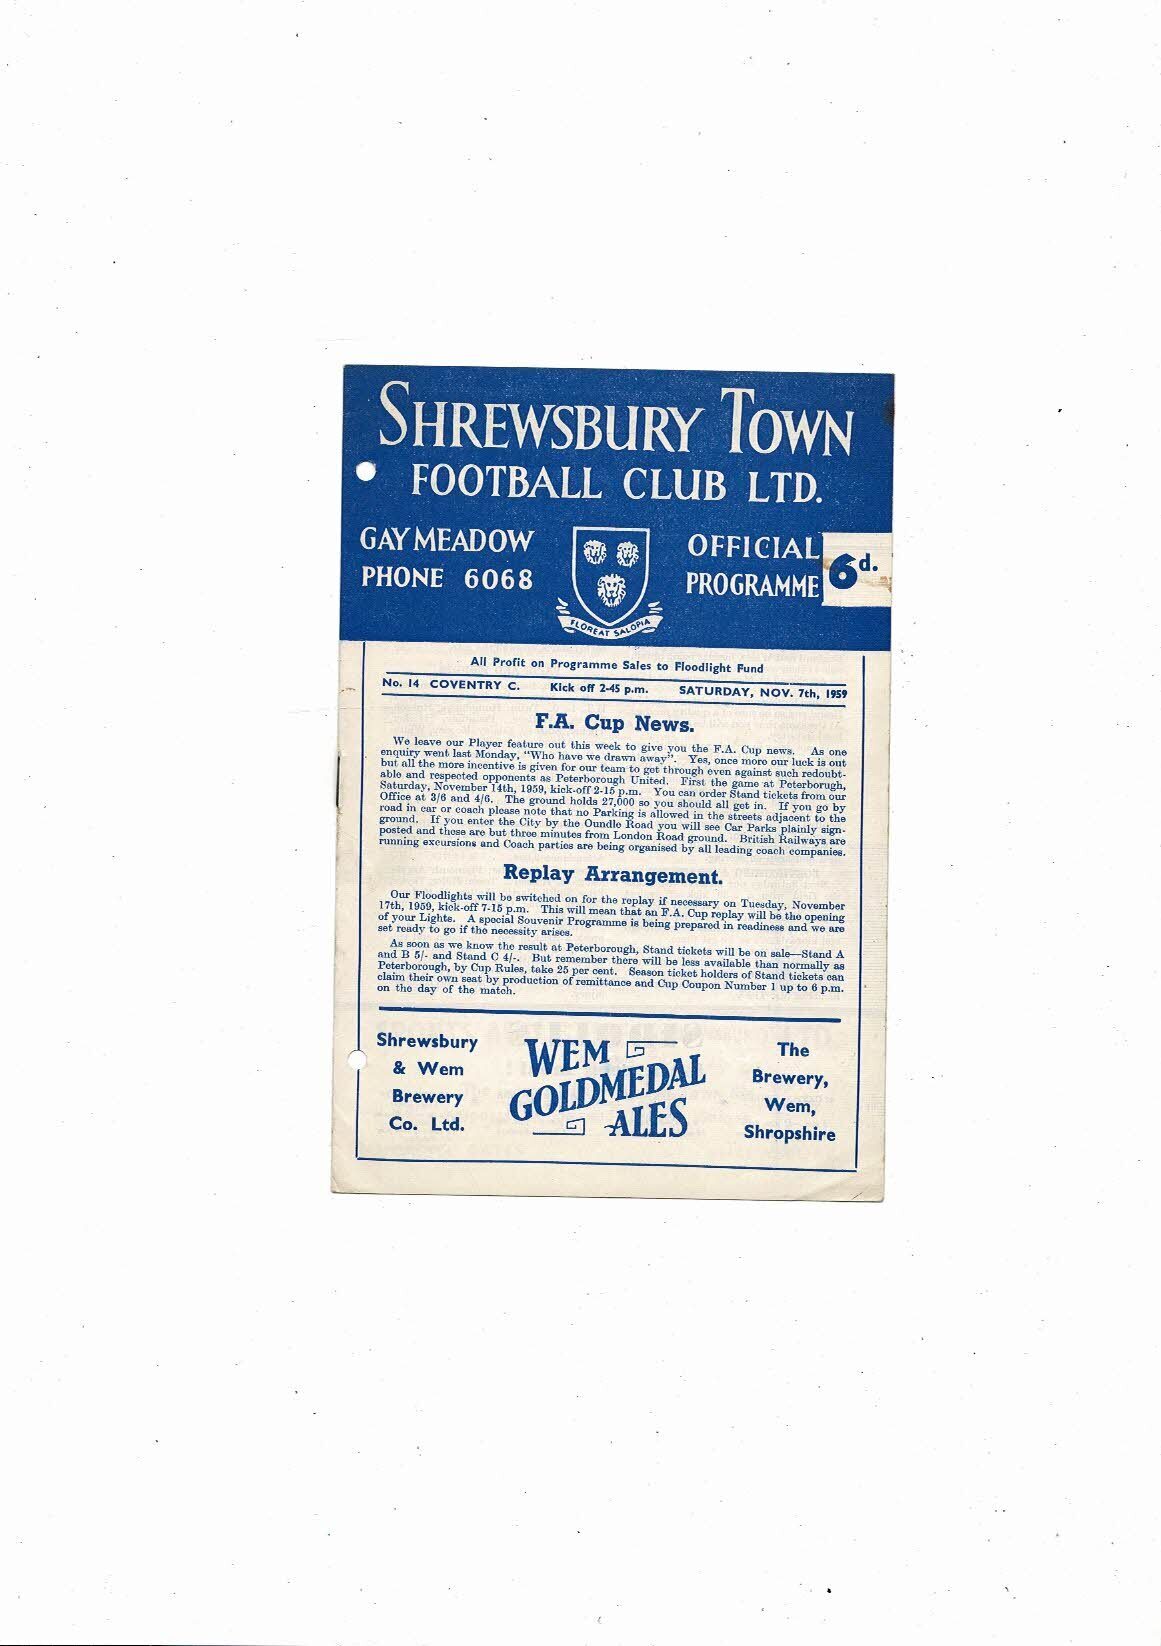 SHREWSBURY TOWN
FOOTBALL CLUB LTD.
GAY MEADOW
PHONE 6068
FLOREAT SALOPIA
OFFICIAL
PROGRAMME
6d.
All Profit on Programme Sales to Floodlight Fund
No. 14 COVENTRY C. Kick off 2-45 p.m. SATURDAY, NOV. 7th, 1959
F.A. Cup News.
We leave our Player feature out this week to give you the F.A. Cup news. As one
enquiry went last Monday, "Who have we drawn away". Yes, once more our luck is out
but all the more incentive is given for our team to get through even against such redoubt-
able and respected opponents as Peterborough United. First the game at Peterborugh,
Saturday, November 14th, 1959, kick-off 2-15 p.m. You can order Stand tickets from our
Office at 3/6 and 4/6. The ground holds 27,000 so you should all get in. If you go by
road in car or coach please note that no Parking is allowed in the streets adjacent to the
ground. If you enter the City by the Oundle Road you will see Car Parks plainly sign-
posted and these are but three minutes from London Road ground. British Railways are
running excursions and Coach parties are being organised by all leading coach companies.
Replay Arrangement.
Our Floodlights will be switched on for the replay if necessary on Tuesday, November
17th, 1959, kick-off 7-15 p.m. This will mean that an F.A. Cup replay will be the opening
of your Lights. A special Souvenir Programme is being prepared in readiness and we are
set ready to go if the necessity arises.
As soon as we know the result at Peterborough, Stand tickets will be on sale—Stand A
and B 5/- and Stand C 4/-. But remember there will be less available than normally as
Peterborough, by Cup Rules, take 25 per cent. Season ticket holders of Stand tickets can
claim their own seat by production of remittance and Cup Coupon Number 1 up to 6 p.m.
on the day of the match.
Shrewsbury
& Wem
Brewery
Co. Ltd.
WEM
GOLDMEDAL
ALES
The
Brewery,
Wem,
Shropshire